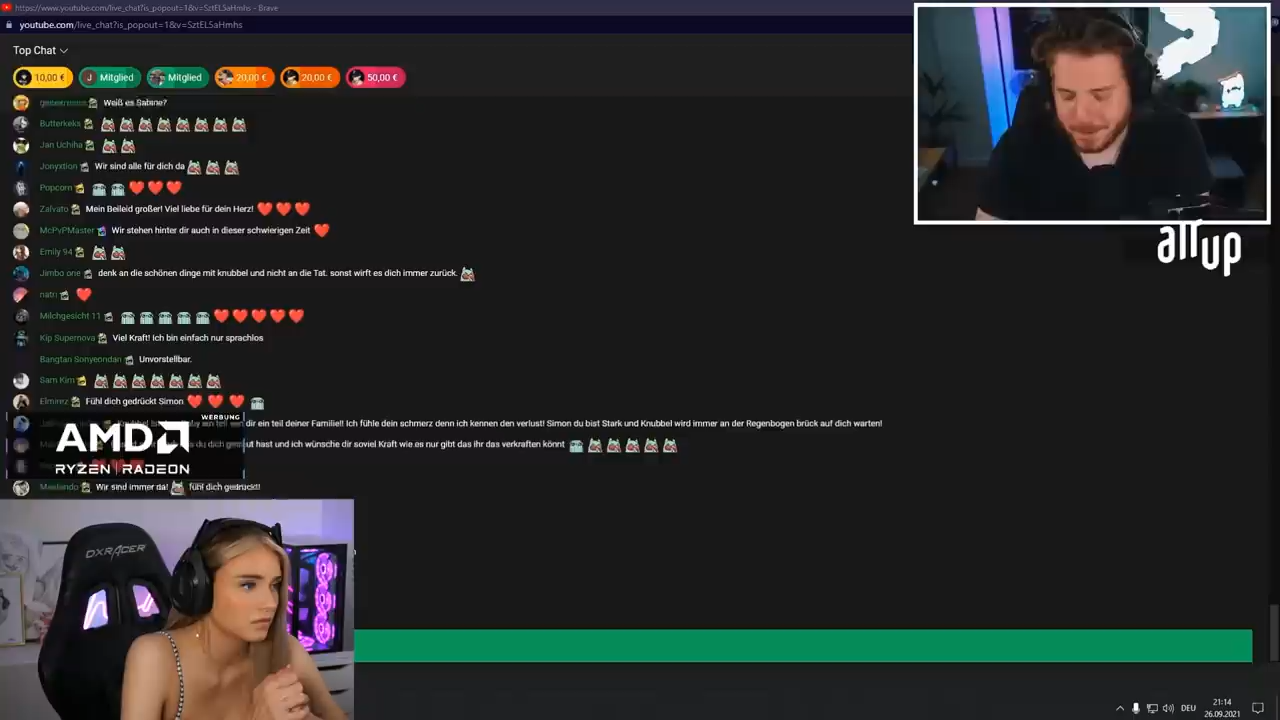 https://www.youtube.com/live_chat?is_popout=1&v=SztELSaHmhs - Brave
youtube.com/live_chat?is_popout=1&v=SztELSaHmhs
Top Chat
10,00 €
J Mitglied
Mitglied
20,00 €
20,00 €
50,00 €
Weiß es Sabine?
Butterkeks
Jan Uchiha
Jonyxtion Wir sind alle für dich da
Popcorn
Zalvato Mein Beileid großer! Viel liebe für dein Herz!
McPvPMaster Wir stehen hinter dir auch in dieser schwierigen Zeit
Emily 94
Jimbo one denk an die schönen dinge mit knubbel und nicht an die Tat. sonst wirft es dich immer zurück.
natri
Milchgesicht 11
Kip Supernova Viel Kraft! Ich bin einfach nur sprachlos
Bangtan Sonyeondan Unvorstellbar.
Sam Kim
Elmirez Fühl dich gedrückt Simon
WERBUNG
dir ein teil deiner Familie!! Ich fühle dein schmerz denn ich kennen den verlust! Simon du bist Stark und Knubbel wird immer an der Regenbogen brück auf dich warten!
AMD
hast und ich wünsche dir soviel Kraft wie es nur gibt das ihr das verkraften könnt
RYZEN | RADEON
Wir sind immer da! fühl dich gedrückt!
air up
DXRACER
DEU
21:14
26.09.2021